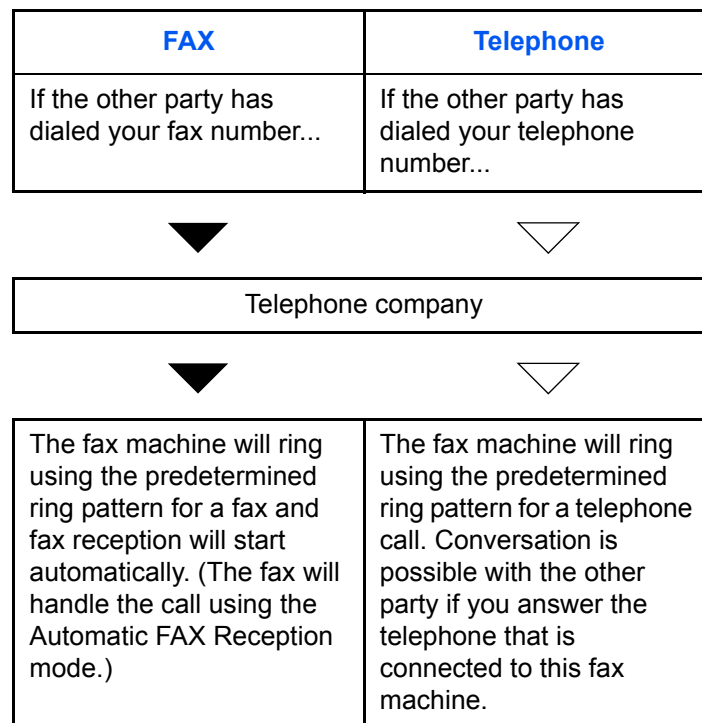 FAX
Telephone
If the other party has
dialed your fax number...
If the other party has
dialed your telephone
number...
Telephone company
The fax machine will ring
using the predetermined
ring pattern for a fax and
fax reception will start
automatically. (The fax will
handle the call using the
Automatic FAX Reception
mode.)
The fax machine will ring
using the predetermined
ring pattern for a telephone
call. Conversation is
possible with the other
party if you answer the
telephone that is
connected to this fax
machine.